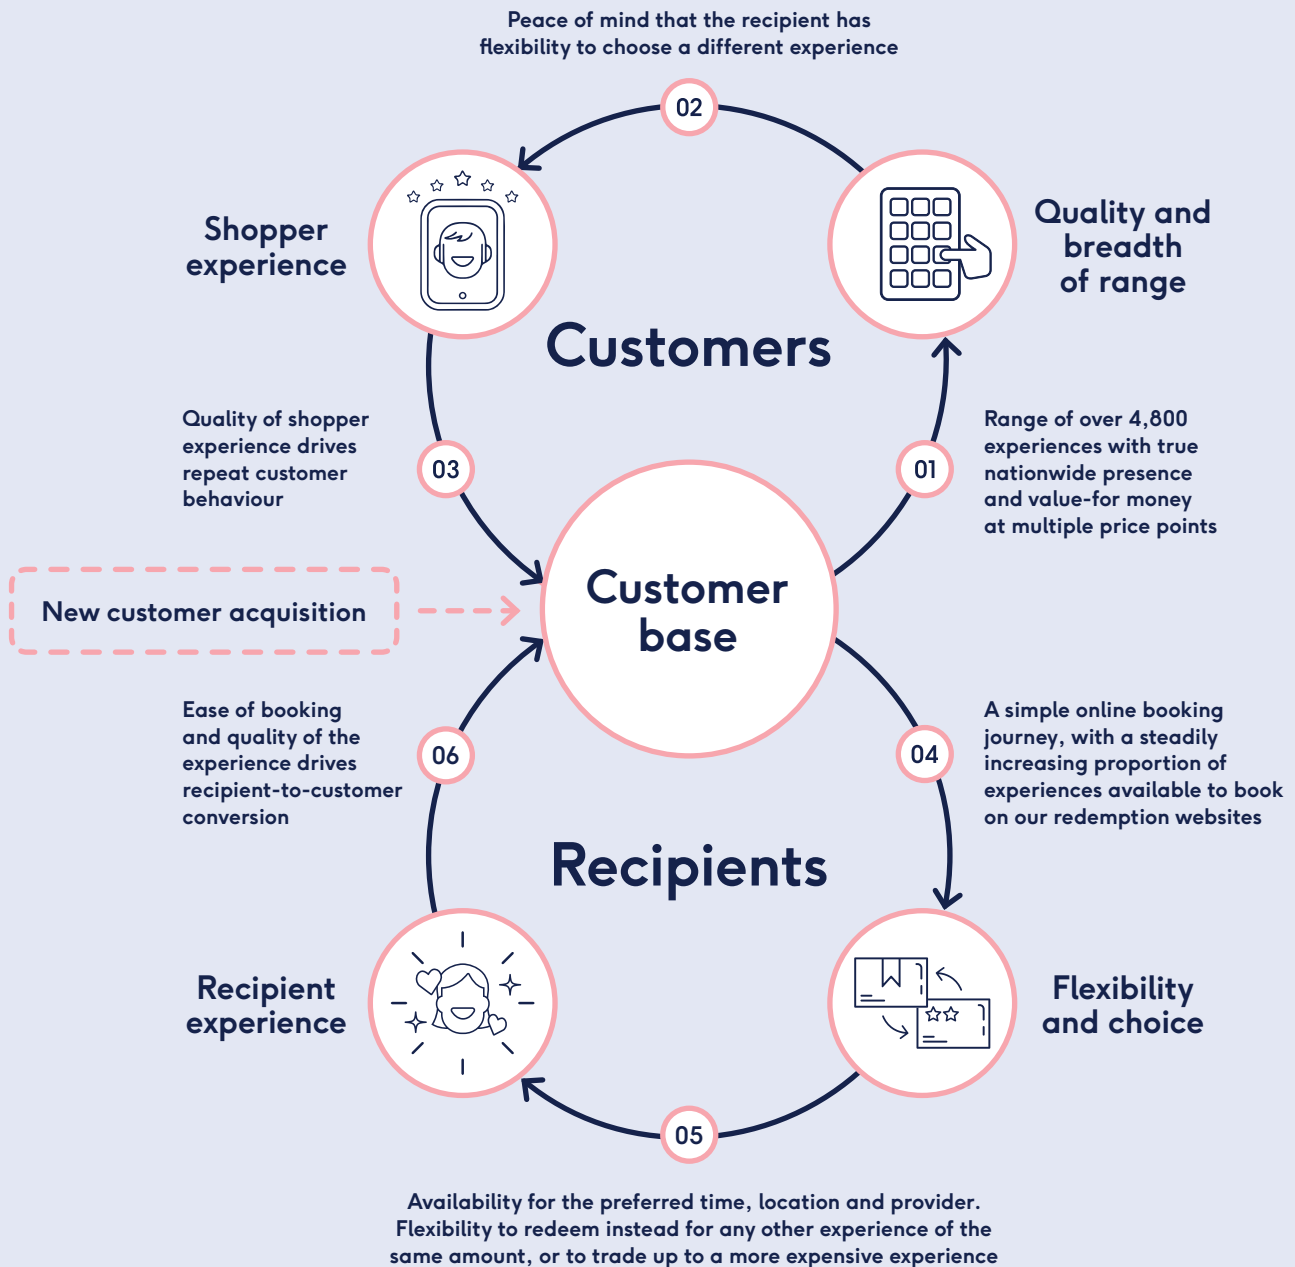 Peace of mind that the recipient has
flexibility to choose a different experience
02
Shopper
experience
Quality and
breadth
of range
Customers
Quality of shopper
experience drives
repeat customer
behaviour
03
01
Range of over 4,800
experiences with true
nationwide presence
and value-for money
at multiple price points
New customer acquisition
Customer
base
Ease of booking
and quality of the
experience drives
recipient-to-customer
conversion
06
04
A simple online booking
journey, with a steadily
increasing proportion of
experiences available to book
on our redemption websites
Recipients
Recipient
experience
Flexibility
and choice
05
Availability for the preferred time, location and provider.
Flexibility to redeem instead for any other experience of the
same amount, or to trade up to a more expensive experience